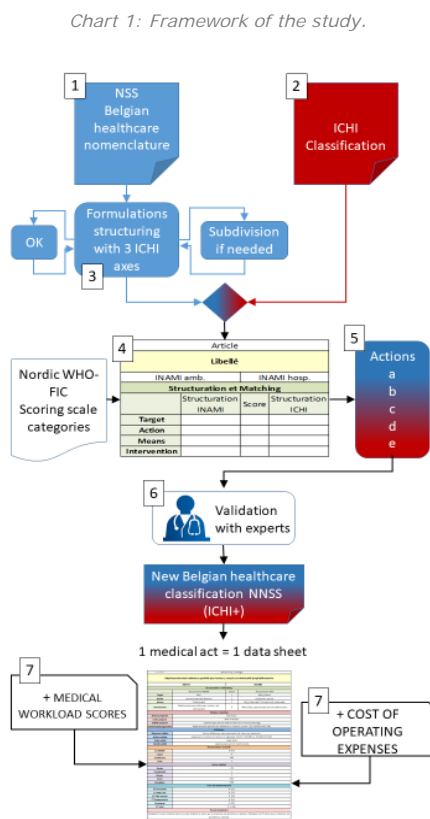 Chart 1: Framework of the study.
1
NSS
Belgian
healthcare
nomenclature
2
ICHI
Classification
OK
Formulations
structuring
with 3 ICHI
axes
3
Subdivision
if needed
4
Article
Libellé
INAMI amb. INAMI hosp.
Structuration et Matching
Structuration
INAMI
Score
Structuration
ICHI
Target
Action
Means
Intervention
Nordic WHO-
FIC
Scoring scale
categories
5
Actions
a
b
c
d
e
6
Validation
with experts
New Belgian healthcare
classification NNSS
(ICHI+)
1 medical act = 1 data sheet
7
+ MEDICAL
WORKLOAD SCORES
7
+ COST OF
OPERATING
EXPENSES